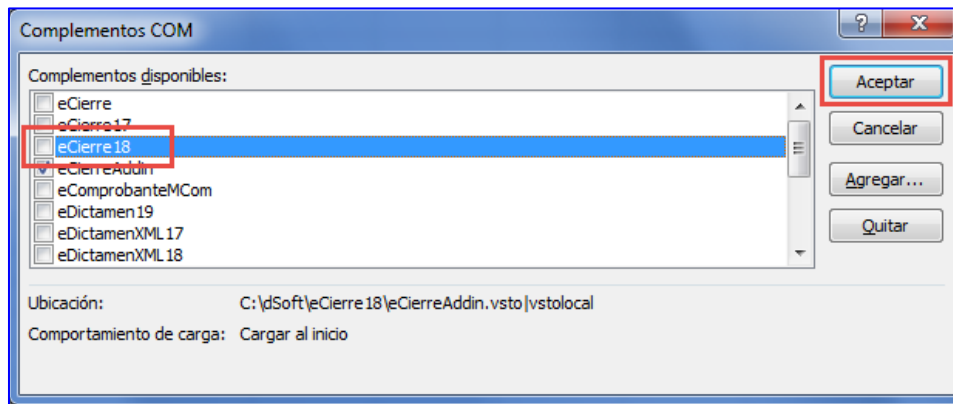 Complementos COM
Complementos disponibles:
eCierre
eCierre17
eCierre18
eCierreAddin
eComprobanteMCom
eDictamen19
eDictamenXML17
eDictamenXML18
Aceptar
Cancelar
Agregar...
Quitar
Ubicación: C:\dSoft\eCierre18\eCierreAddin.vsto|vstolocal
Comportamiento de carga: Cargar al inicio